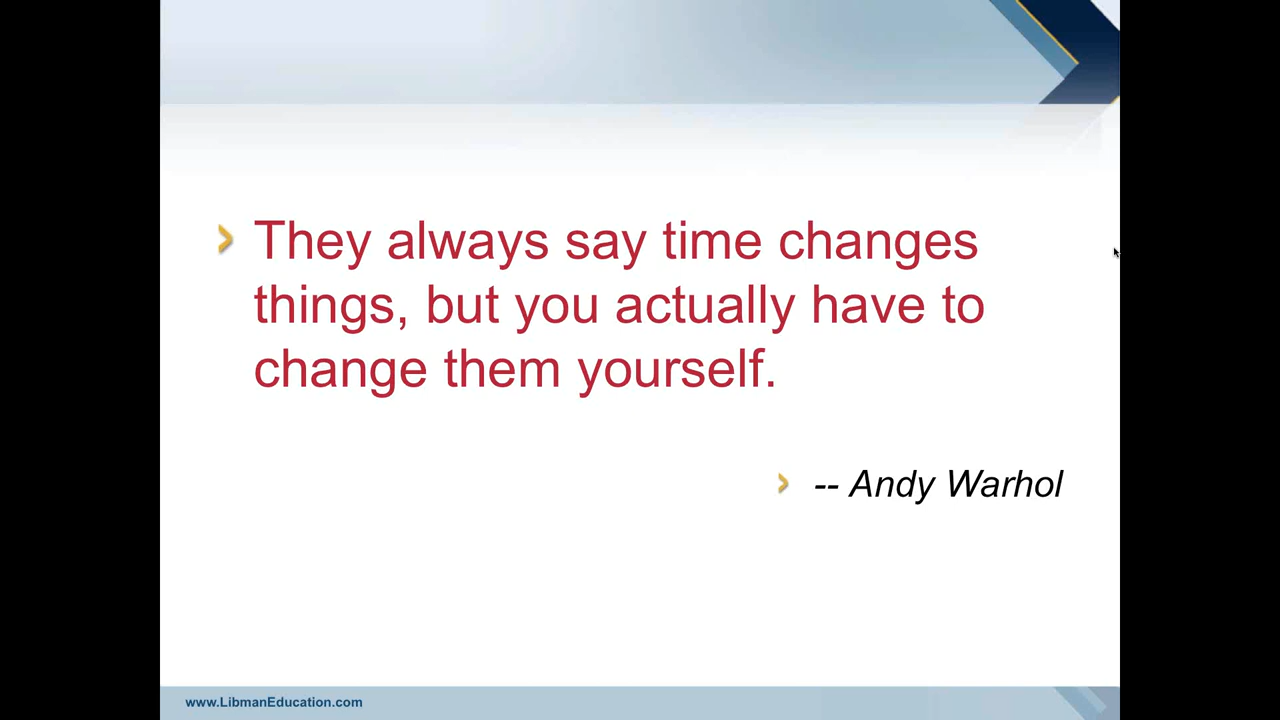 They always say time changes
things, but you actually have to
change them yourself.
-- Andy Warhol
www.LibmanEducation.com